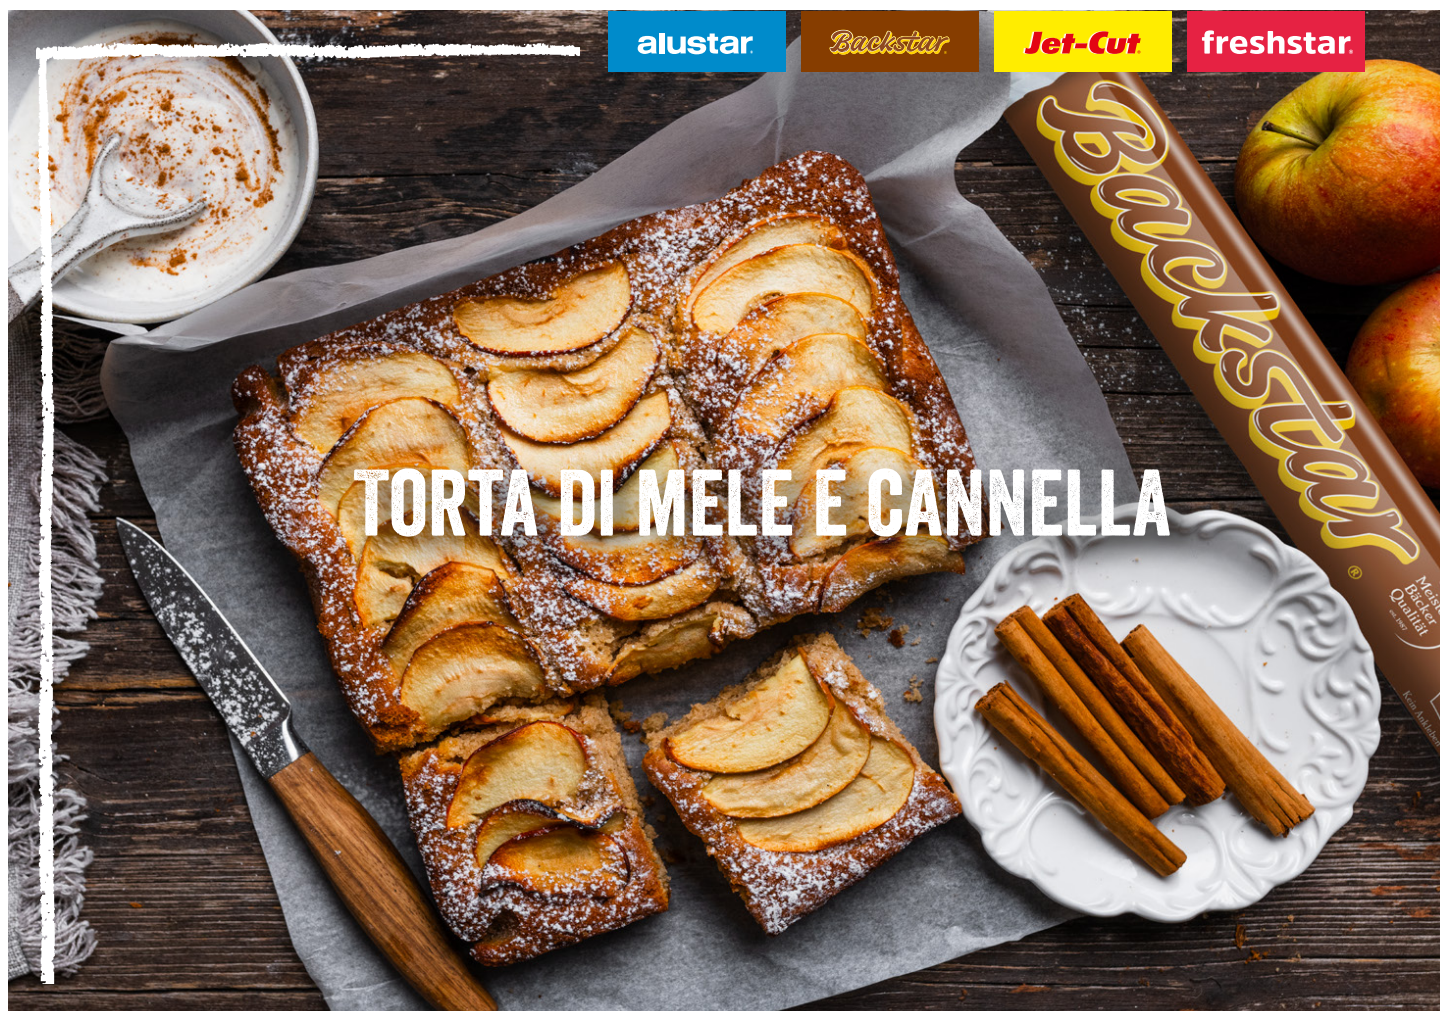 alustar®
Backstar
Jet-Cut
freshstar®
Backstar®
TORTA DI MELE E CANNELLA
Meister
Bäcker
Qualität